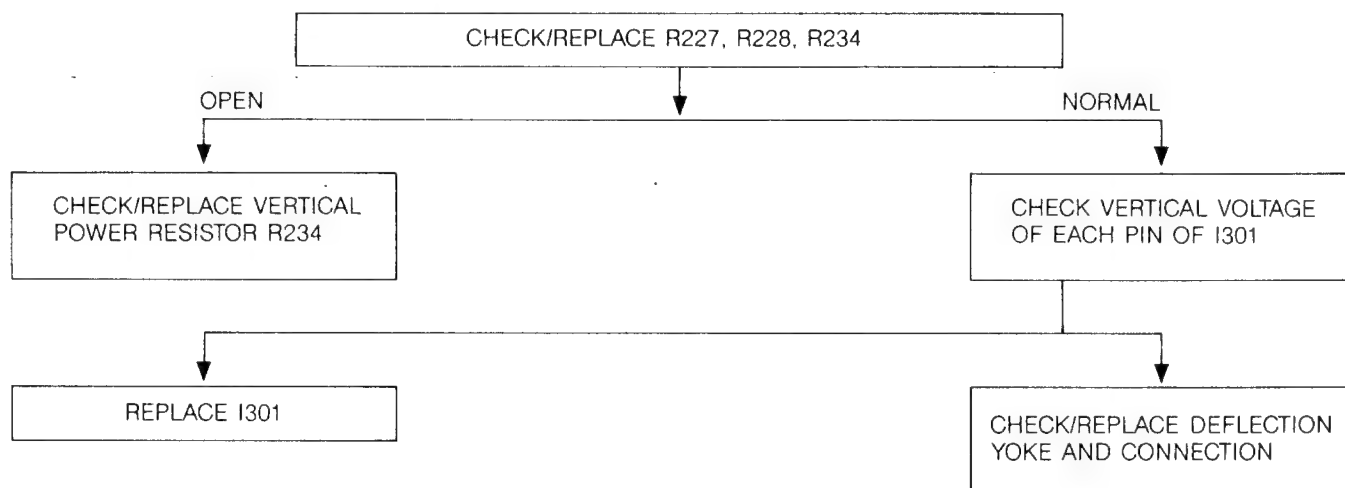 CHECK/REPLACE R227, R228, R234
OPEN
NORMAL
CHECK/REPLACE VERTICAL
POWER RESISTOR R234
CHECK VERTICAL VOLTAGE
OF EACH PIN OF I301
REPLACE I301
CHECK/REPLACE DEFLECTION
YOKE AND CONNECTION